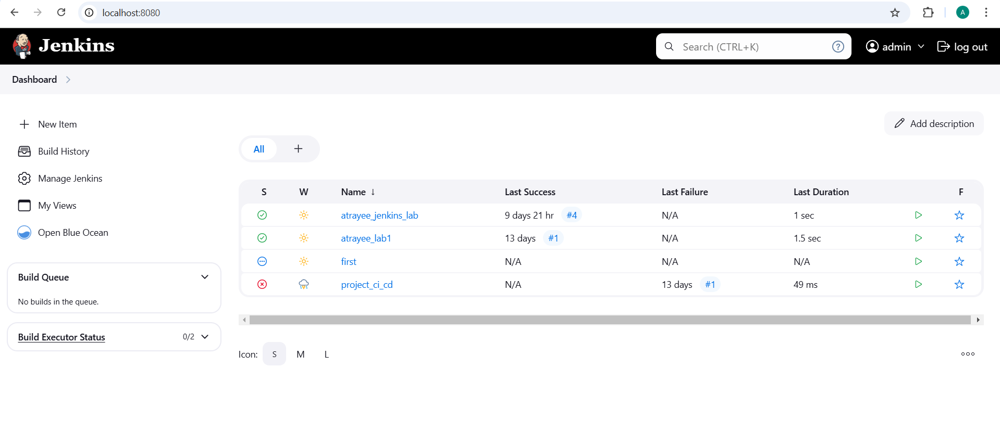 localhost:8080
A
Jenkins
Search (CTRL+K)
?
admin
log out
Dashboard
New Item
Build History
Manage Jenkins
My Views
Open Blue Ocean
Build Queue
No builds in the queue.
Build Executor Status 0/2
Add description
All +
S W Name ↓ Last Success Last Failure Last Duration F
atrayee_jenkins_lab 9 days 21 hr #4 N/A 1 sec
atrayee_lab1 13 days #1 N/A 1.5 sec
first N/A N/A N/A
project_ci_cd N/A 13 days #1 49 ms
Icon: S M L